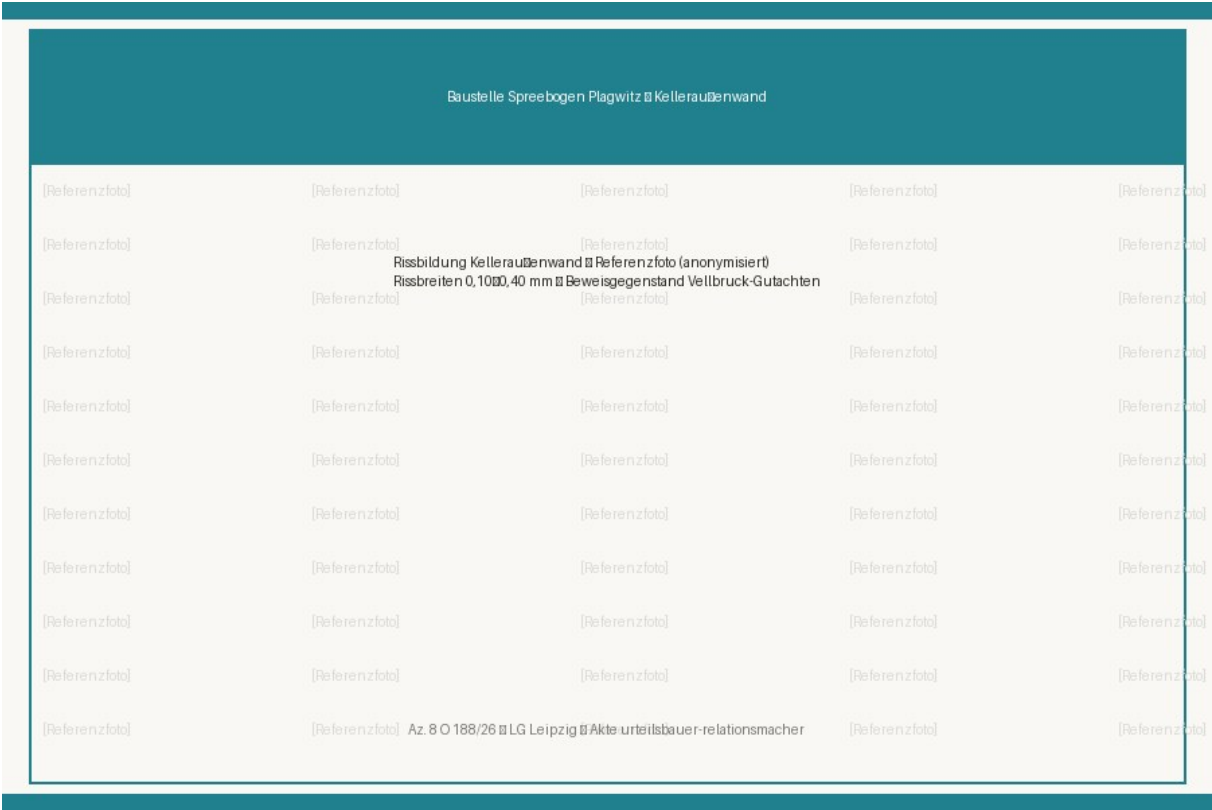 Baustelle Spreebogen Plagwitz □ Kellerau□enwand
[Referenzfoto] [Referenzfoto] [Referenzfoto] [Referenzfoto] [Referenzfoto]
[Referenzfoto] [Referenzfoto] [Referenzfoto] [Referenzfoto] [Referenzfoto]
Rissbildung Kellerau□enwand □ Referenzfoto (anonymisiert)
Rissbreiten 0,10□0,40 mm □ Beweisgegenstand Vellbruck-Gutachten
[Referenzfoto] [Referenzfoto] [Referenzfoto] [Referenzfoto] [Referenzfoto]
[Referenzfoto] [Referenzfoto] [Referenzfoto] [Referenzfoto] [Referenzfoto]
[Referenzfoto] [Referenzfoto] [Referenzfoto] [Referenzfoto] [Referenzfoto]
[Referenzfoto] [Referenzfoto] [Referenzfoto] [Referenzfoto] [Referenzfoto]
[Referenzfoto] [Referenzfoto] [Referenzfoto] [Referenzfoto] [Referenzfoto]
[Referenzfoto] [Referenzfoto] [Referenzfoto] [Referenzfoto] [Referenzfoto]
[Referenzfoto] [Referenzfoto] [Referenzfoto] [Referenzfoto] [Referenzfoto]
[Referenzfoto] [Referenzfoto] [Referenzfoto] [Referenzfoto] [Referenzfoto]
[Referenzfoto] [Referenzfoto] Az. 8 O 188/26 □ LG Leipzig □ Akte urteilsbauer-relationsmacher [Referenzfoto] [Referenzfoto]